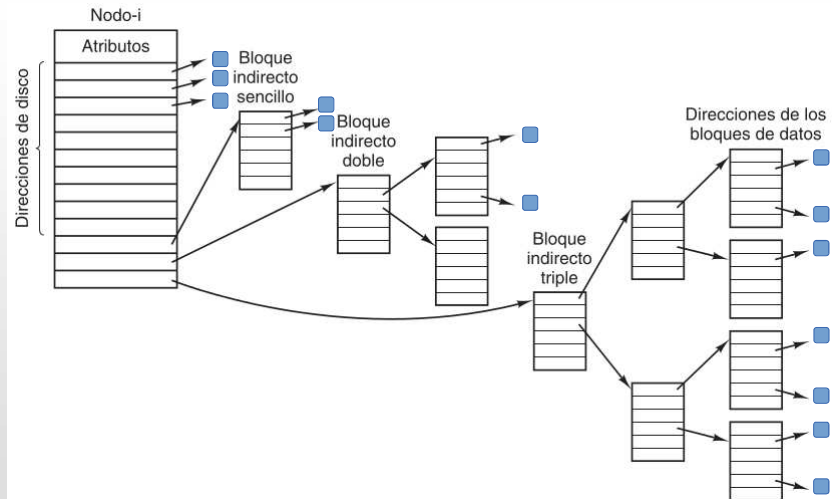 Nodo-i
Atributos
Direcciones de disco
Bloque
indirecto
sencillo
Bloque
indirecto
doble
Bloque
indirecto
triple
Direcciones de los
bloques de datos